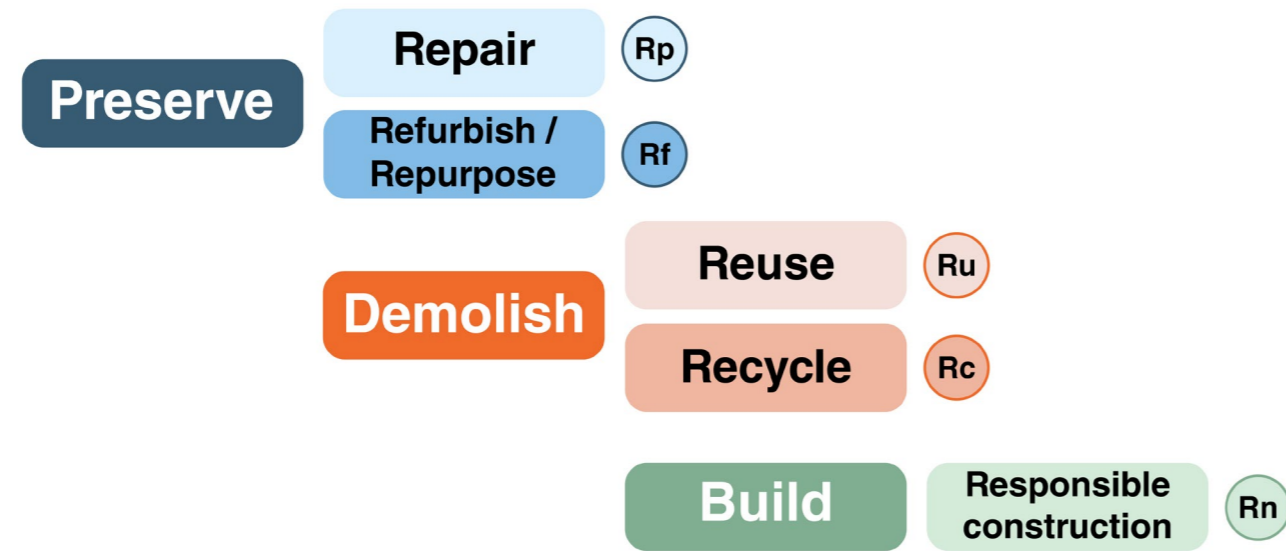 Preserve
Repair
Rp
Refurbish /
Repurpose
Rf
Demolish
Reuse
Ru
Recycle
Rc
Build
Responsible
construction
Rn